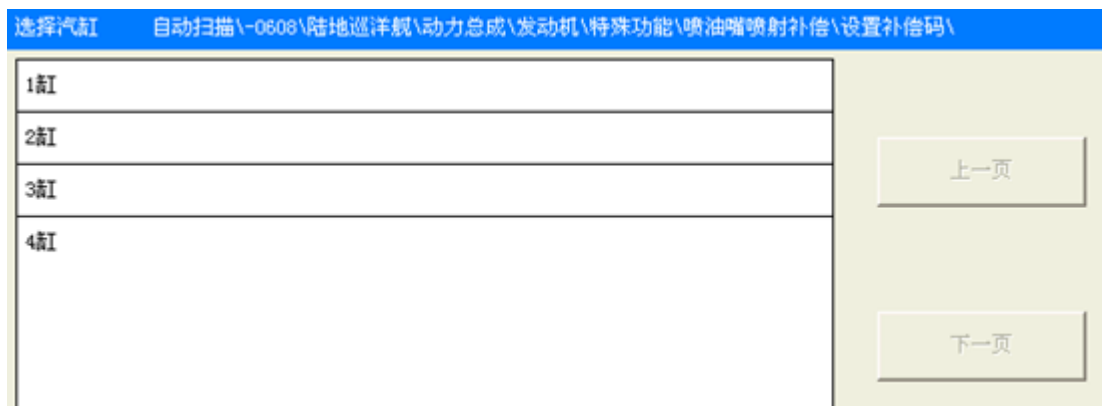 选择汽缸 自动扫描\-0608\陆地巡洋舰\动力总成\发动机\特殊功能\喷油嘴喷射补偿\设置补偿码\
1缸
2缸
上一页
3缸
4缸
下一页